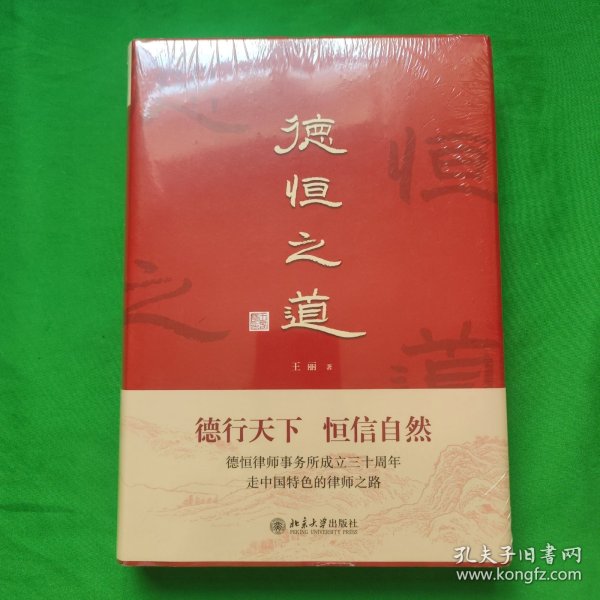 德恒之道
王丽 著
德行天下 恒信自然
德恒律师事务所成立三十周年
走中国特色的律师之路
北京大学出版社
PEKING UNIVERSITY PRESS
孔夫子旧书网
www.kongfz.com